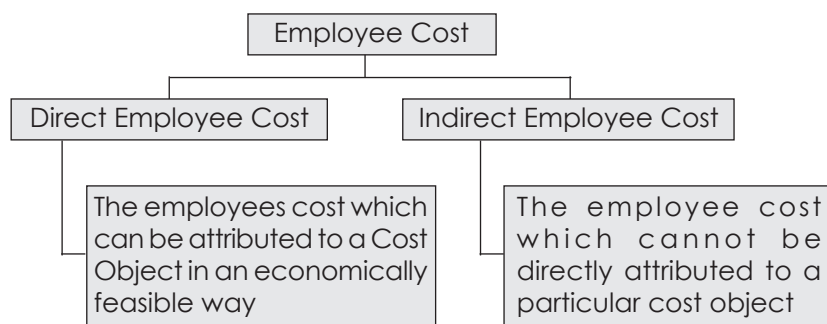 Employee Cost
Direct Employee Cost
Indirect Employee Cost
The employees cost which
can be attributed to a Cost
Object in an economically
feasible way
The employee cost
which cannot be
directly attributed to a
particular cost object